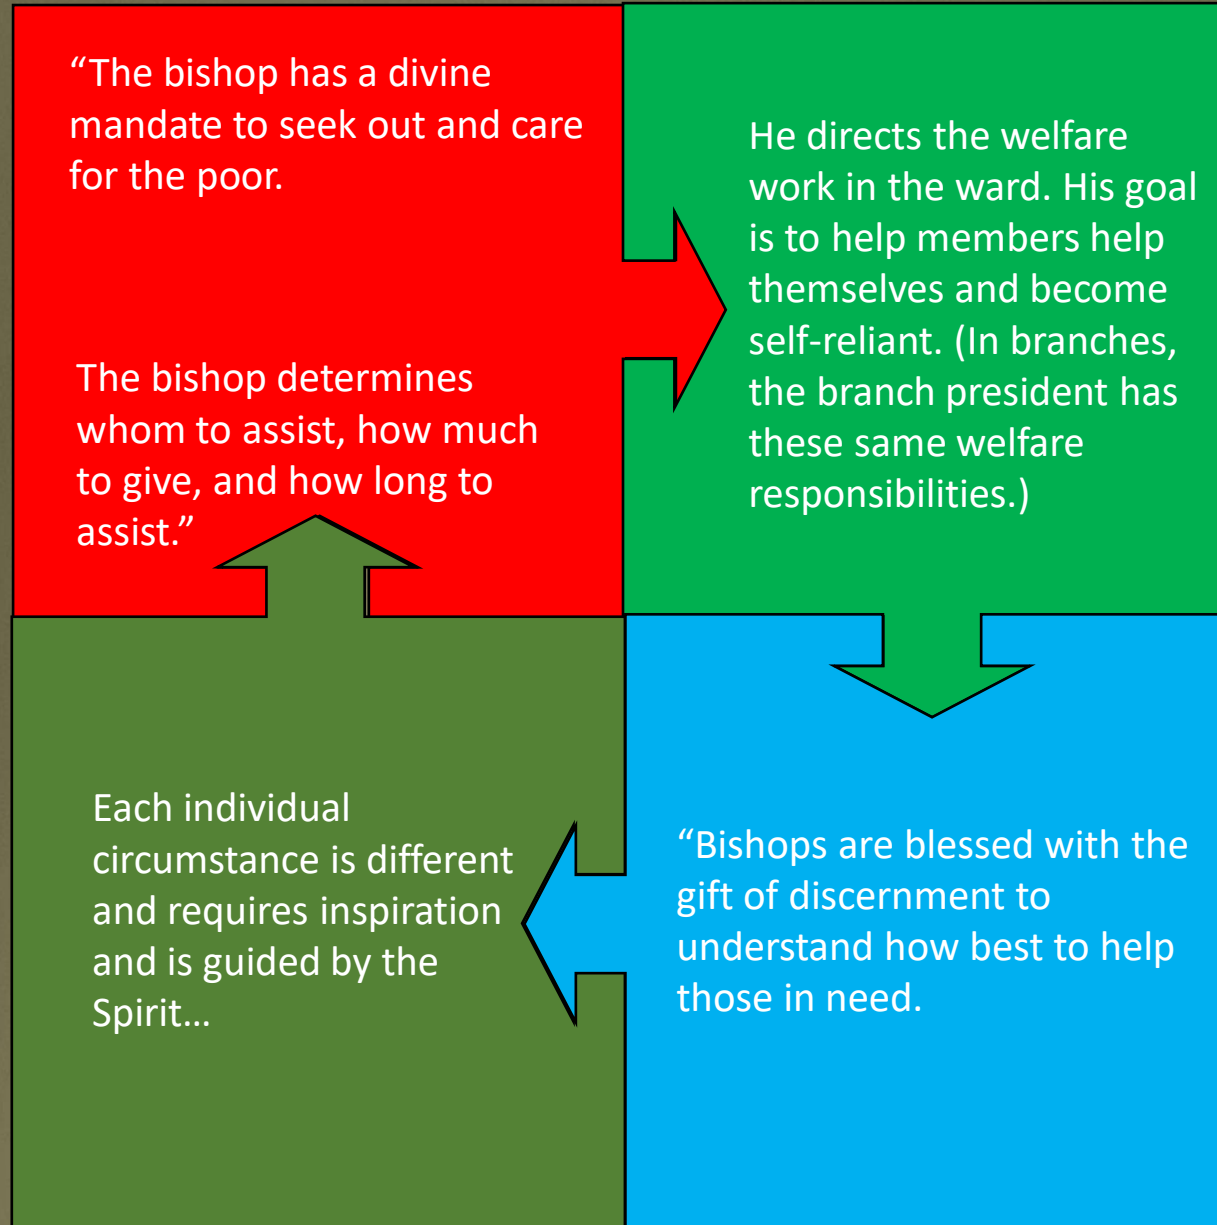 “The bishop has a divine
mandate to seek out and care
for the poor.
He directs the welfare
work in the ward. His goal
is to help members help
themselves and become
self-reliant. (In branches,
the branch president has
these same welfare
responsibilities.)
“Bishops are blessed with the
gift of discernment to
understand how best to help
those in need.
Each individual
circumstance is different
and requires inspiration
and is guided by the
Spirit…
The bishop determines
whom to assist, how much
to give, and how long to
assist.”